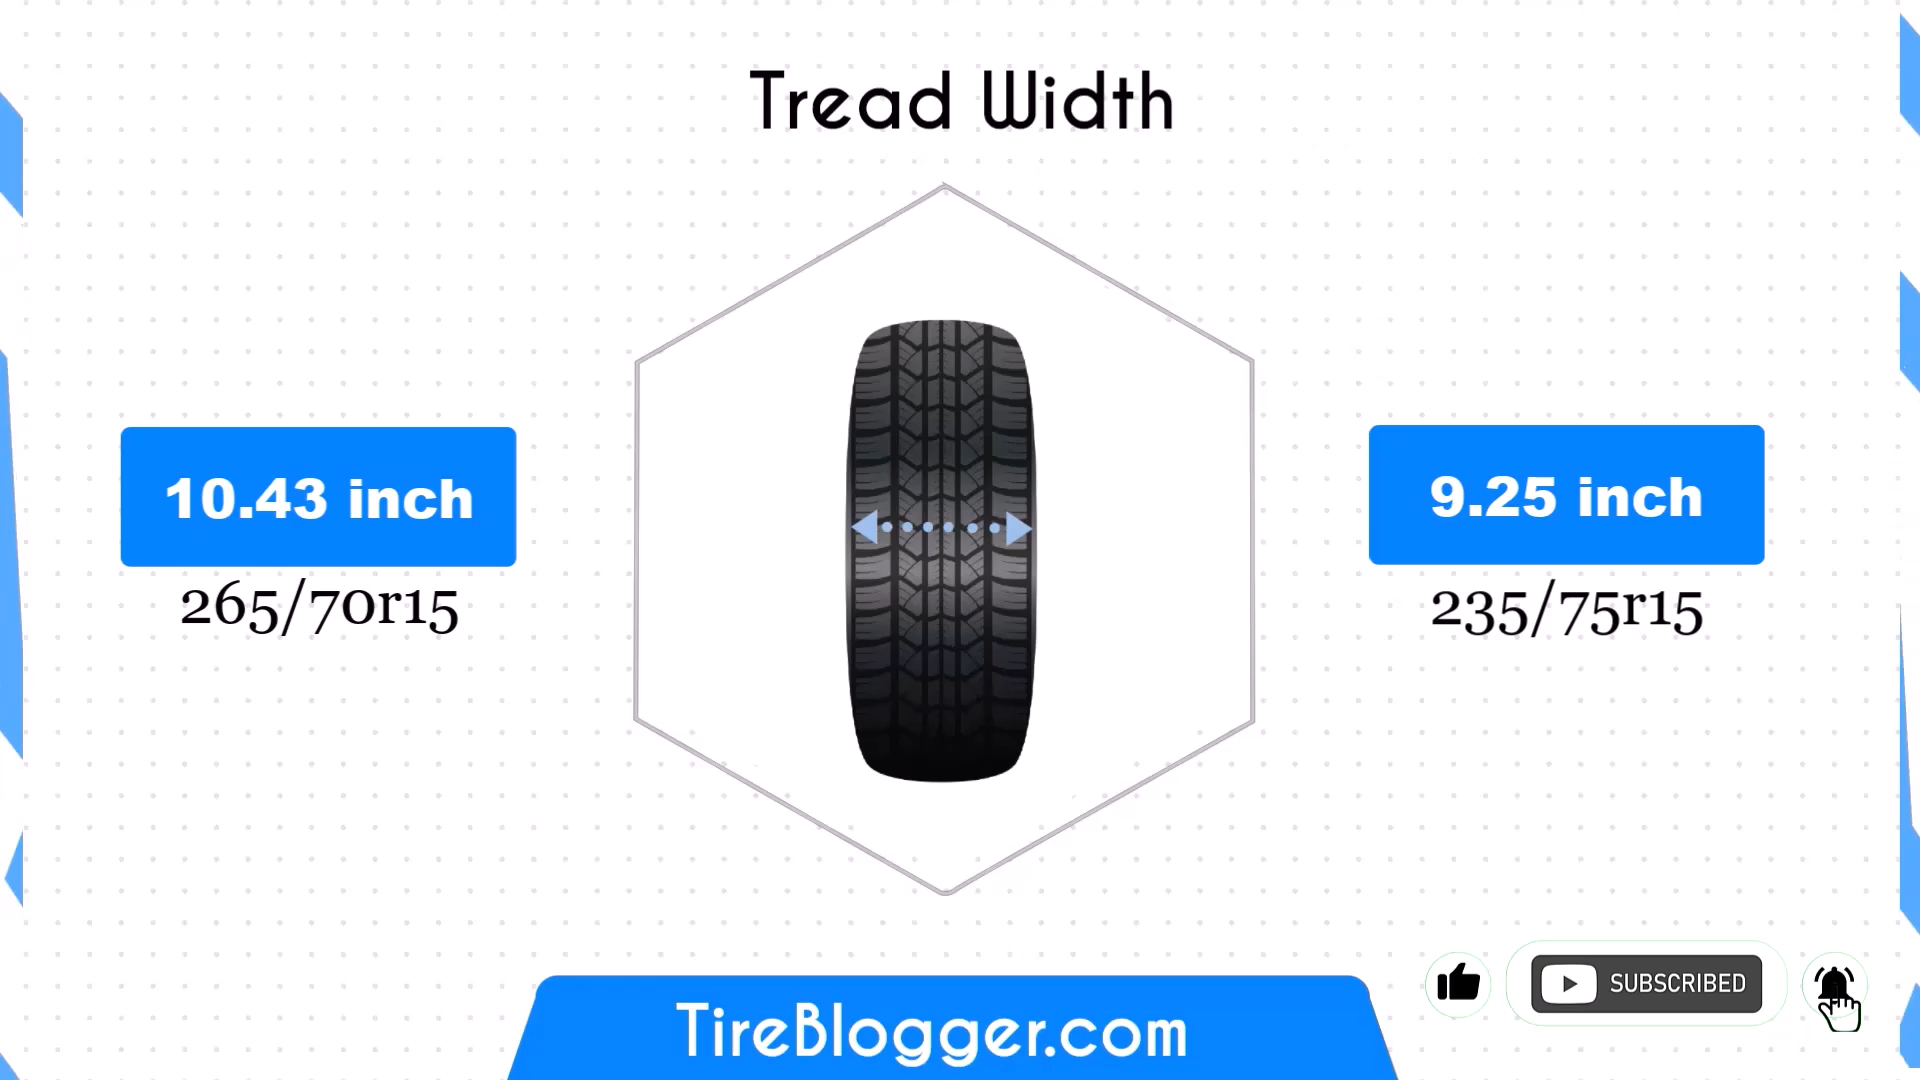 Tread Width
10.43 inch
265/70r15
9.25 inch
235/75r15
SUBSCRIBED
TireBlogger.com